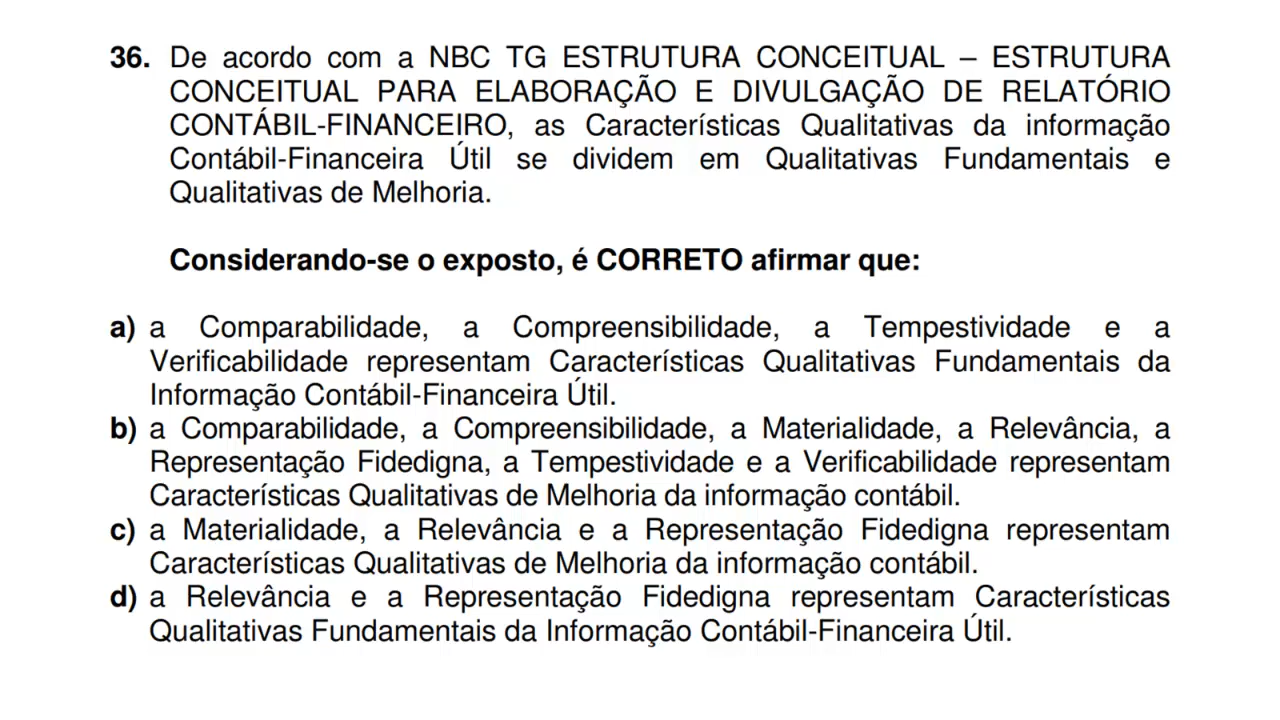 36. De acordo com a NBC TG ESTRUTURA CONCEITUAL – ESTRUTURA
CONCEITUAL PARA ELABORAÇÃO E DIVULGAÇÃO DE RELATÓRIO
CONTÁBIL-FINANCEIRO, as Características Qualitativas da informação
Contábil-Financeira Útil se dividem em Qualitativas Fundamentais e
Qualitativas de Melhoria.
Considerando-se o exposto, é CORRETO afirmar que:
a) a Comparabilidade, a Compreensibilidade, a Tempestividade e a
Verificabilidade representam Características Qualitativas Fundamentais da
Informação Contábil-Financeira Útil.
b) a Comparabilidade, a Compreensibilidade, a Materialidade, a Relevância, a
Representação Fidedigna, a Tempestividade e a Verificabilidade representam
Características Qualitativas de Melhoria da informação contábil.
c) a Materialidade, a Relevância e a Representação Fidedigna representam
Características Qualitativas de Melhoria da informação contábil.
d) a Relevância e a Representação Fidedigna representam Características
Qualitativas Fundamentais da Informação Contábil-Financeira Útil.